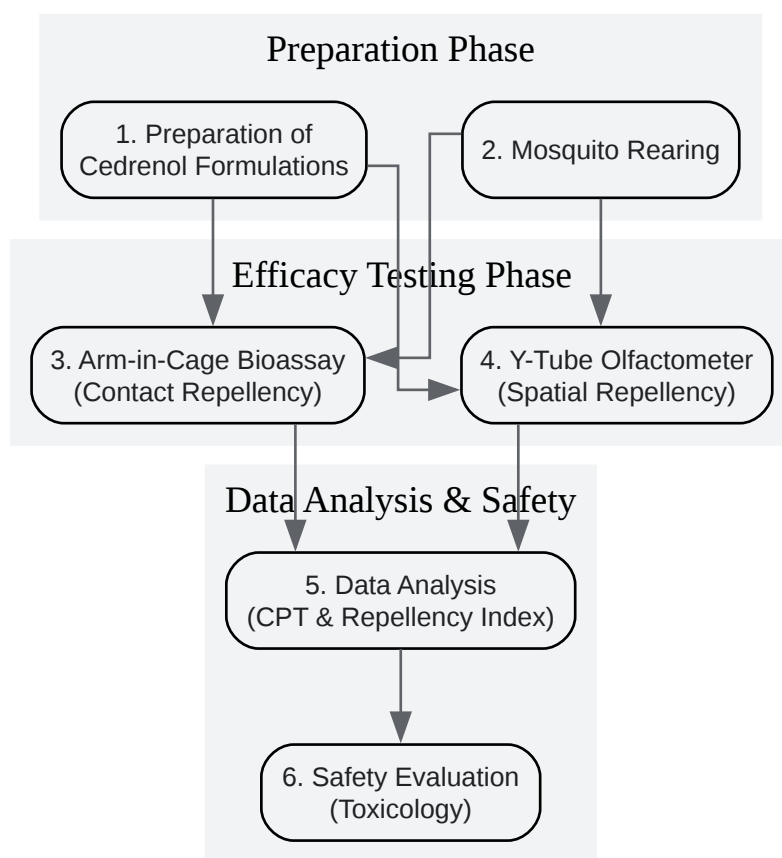 Preparation Phase
1. Preparation of
Cedrenol Formulations
2. Mosquito Rearing
Efficacy Testing Phase
3. Arm-in-Cage Bioassay
(Contact Repellency)
4. Y-Tube Olfactometer
(Spatial Repellency)
Data Analysis & Safety
5. Data Analysis
(CPT & Repellency Index)
6. Safety Evaluation
(Toxicology)